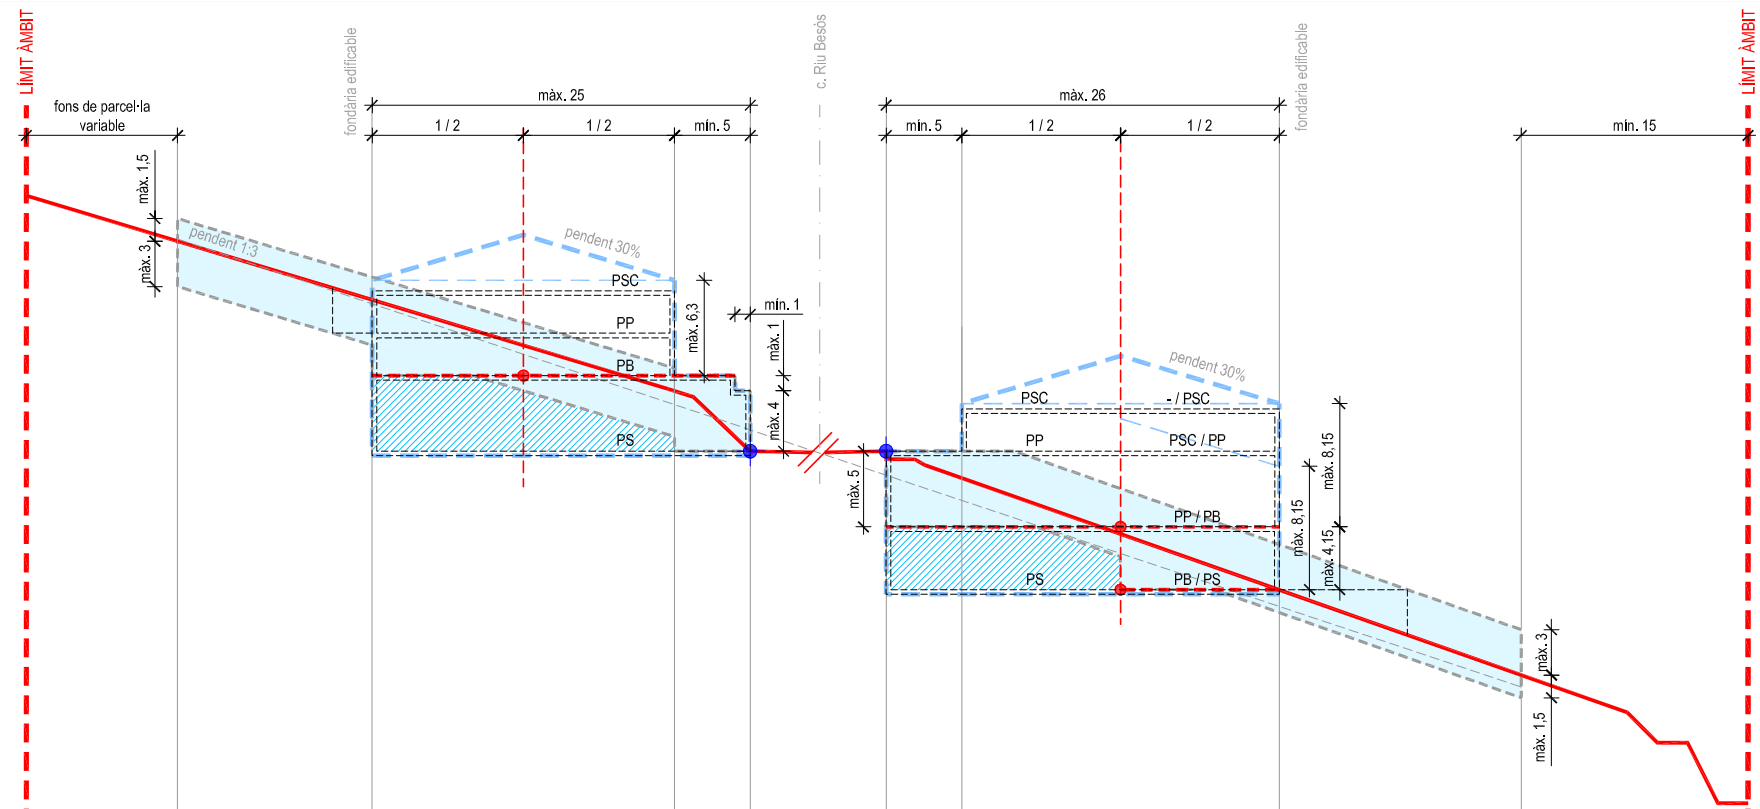 LÍMIT ÀMBIT
fons de parcel·la
variable
fondària edificable
màx. 25
1 / 2
1 / 2
mín. 5
c. Riu Besòs
màx. 26
mín. 5
1 / 2
1 / 2
fondària edificable
mín. 15
LÍMIT ÀMBIT
màx. 1,5
màx. 3
pendent 1:3
pendent 30%
PSC
PP
PB
PS
màx. 6,3
mín. 1
màx. 1
màx. 4
pendent 30%
PSC
- / PSC
PP
PSC / PP
PP / PB
PS
PB / PS
màx. 5
màx. 8,15
màx. 8,15
màx. 4,15
màx. 3
màx. 1,5